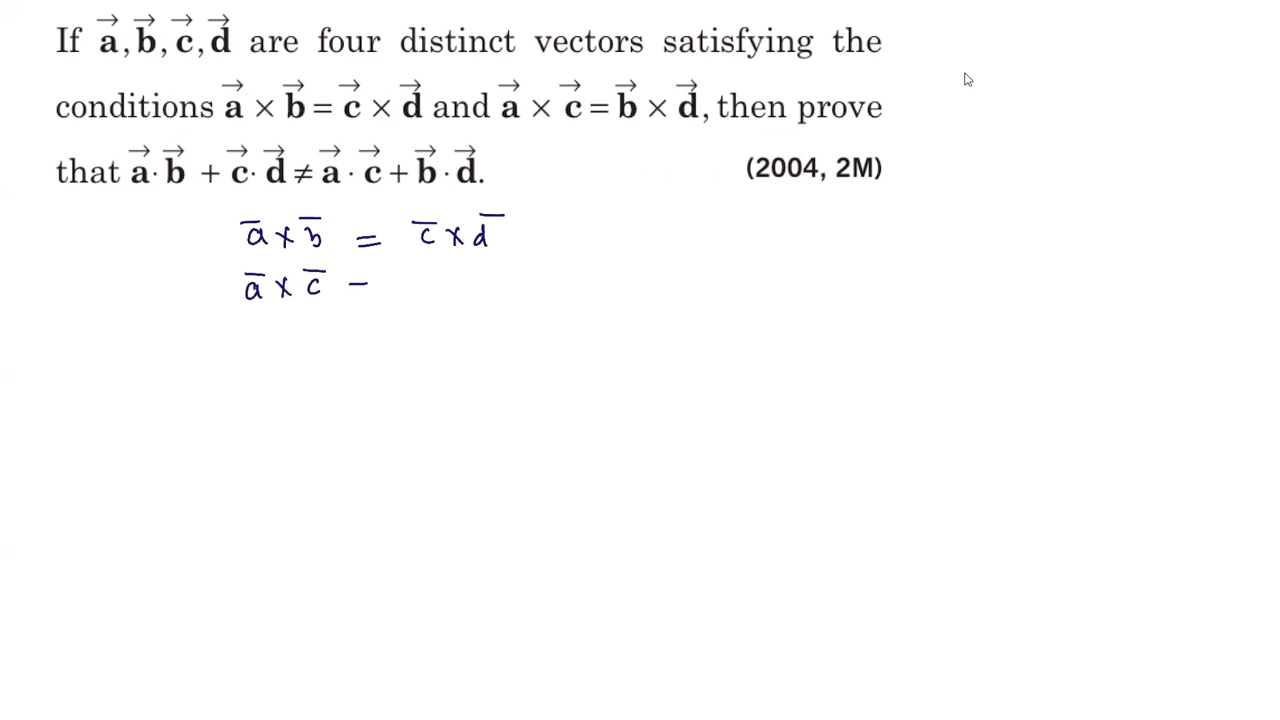 If a⃗, b⃗, c⃗, d⃗ are four distinct vectors satisfying the
conditions a⃗ × b⃗ = c⃗ × d⃗ and a⃗ × c⃗ = b⃗ × d⃗, then prove
that a⃗ · b⃗ + c⃗ · d⃗ ≠ a⃗ · c⃗ + b⃗ · d⃗. (2004, 2M)
a̅ × b̅ = c̅ × d̅
a̅ × c̅ –